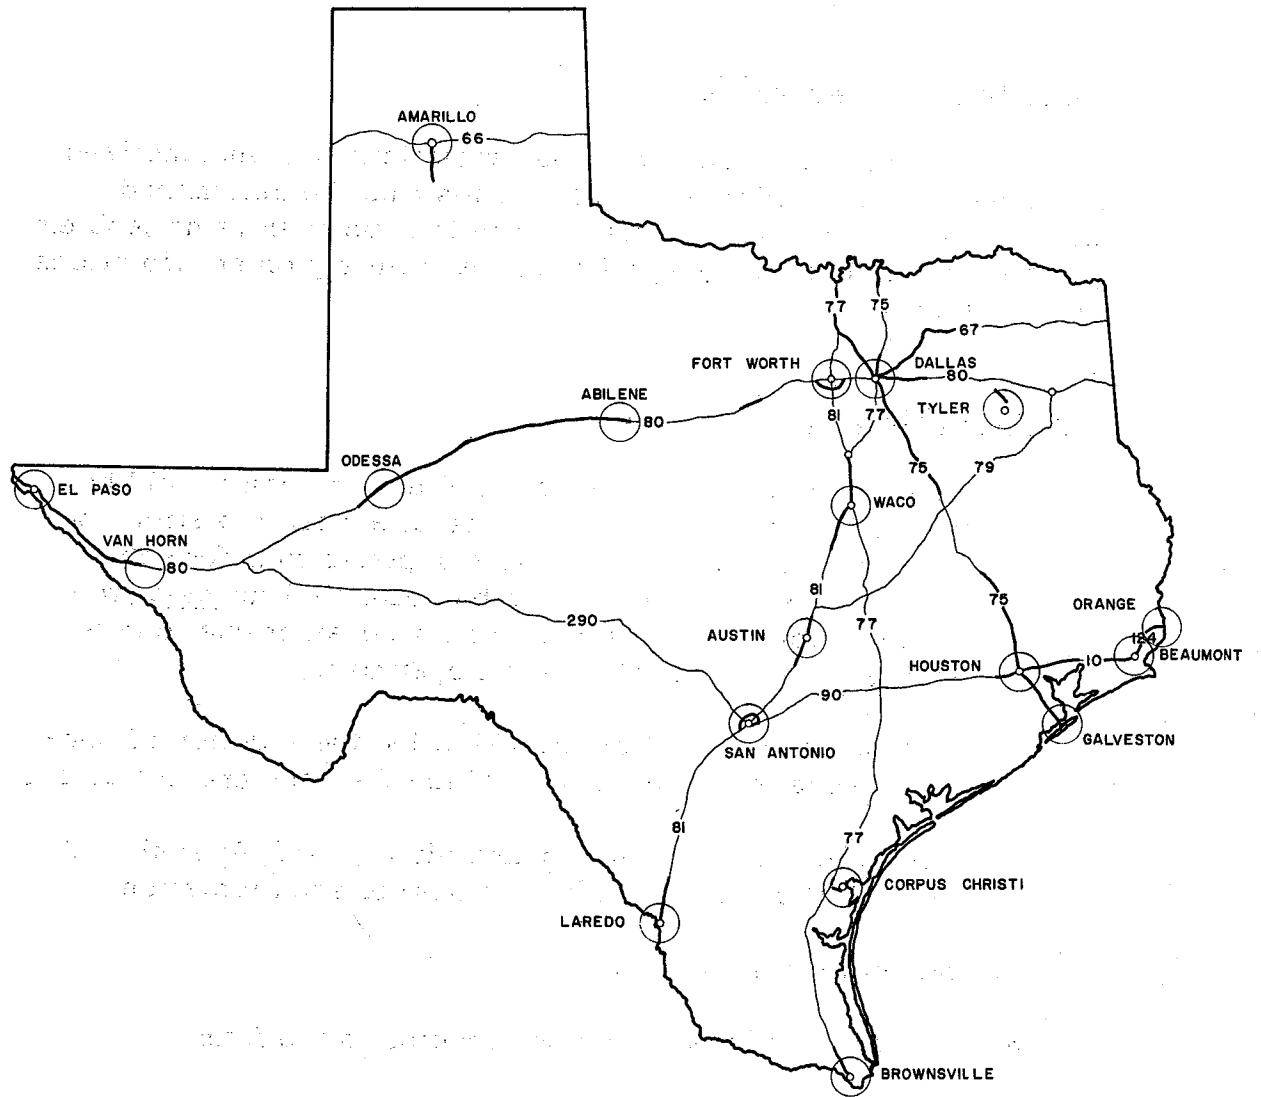 AMARILLO
66
77
75
67
FORT WORTH
DALLAS
80
ABILENE
80
81
77
TYLER
ODESSA
75
79
EL PASO
WACO
VAN HORN
80
81
75
290
77
ORANGE
124
AUSTIN
HOUSTON
10
BEAUMONT
90
SAN ANTONIO
GALVESTON
81
77
CORPUS CHRISTI
LAREDO
BROWNSVILLE